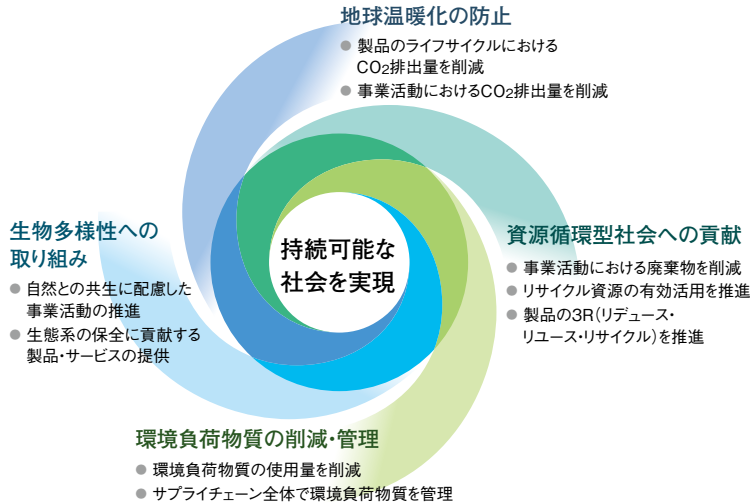 地球温暖化の防止
● 製品のライフサイクルにおける
CO₂排出量を削減
● 事業活動におけるCO₂排出量を削減
資源循環型社会への貢献
● 事業活動における廃棄物を削減
● リサイクル資源の有効活用を推進
● 製品の3R(リデュース・
リユース・リサイクル)を推進
環境負荷物質の削減・管理
● 環境負荷物質の使用量を削減
● サプライチェーン全体で環境負荷物質を管理
生物多様性への
取り組み
● 自然との共生に配慮した
事業活動の推進
● 生態系の保全に貢献する
製品・サービスの提供
持続可能な
社会を実現